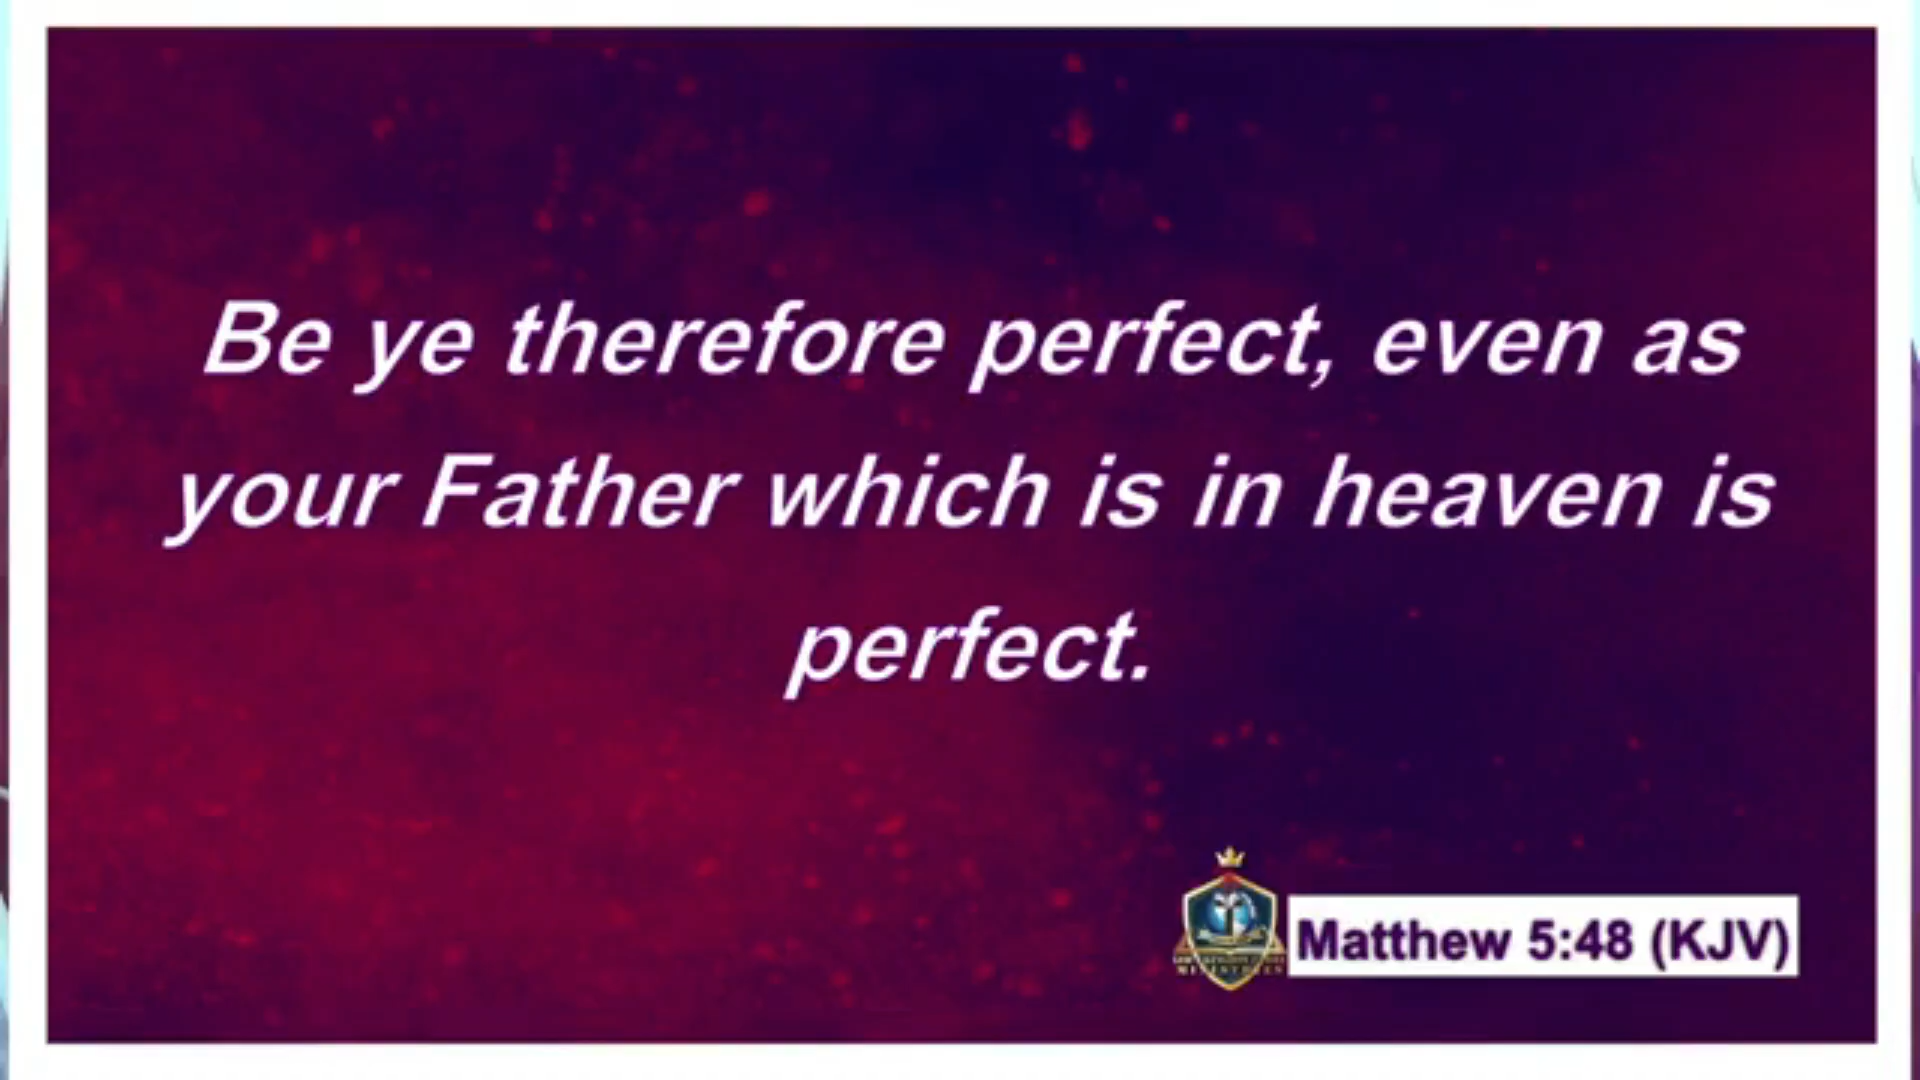 Be ye therefore perfect, even as
your Father which is in heaven is
perfect.
Matthew 5:48 (KJV)